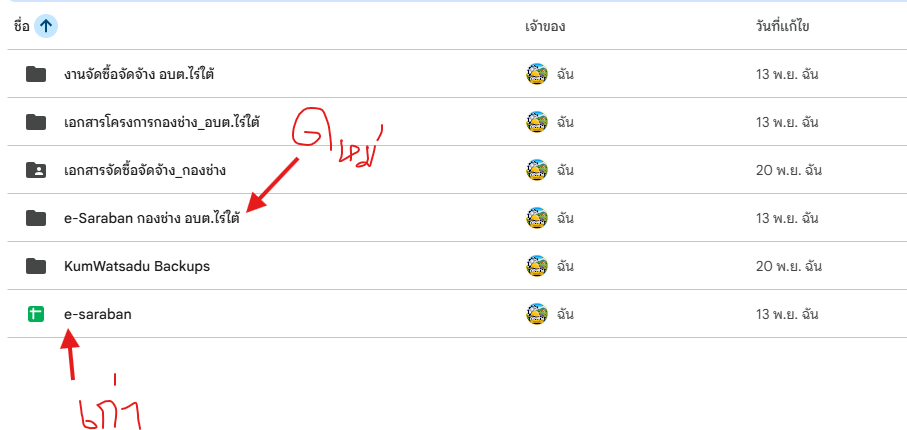 ชื่อ เจ้าของ วันที่แก้ไข
งานจัดซื้อจัดจ้าง อบต.ไร่ใต้ ฉัน 13 พ.ย. ฉัน
เอกสารโครงการกองช่าง_อบต.ไร่ใต้ ฉัน 13 พ.ย. ฉัน
ใหม่
เอกสารจัดซื้อจัดจ้าง_กองช่าง ฉัน 20 พ.ย. ฉัน
e-Saraban กองช่าง อบต.ไร่ใต้ ฉัน 13 พ.ย. ฉัน
KumWatsadu Backups ฉัน 20 พ.ย. ฉัน
e-saraban ฉัน 13 พ.ย. ฉัน
เก่า